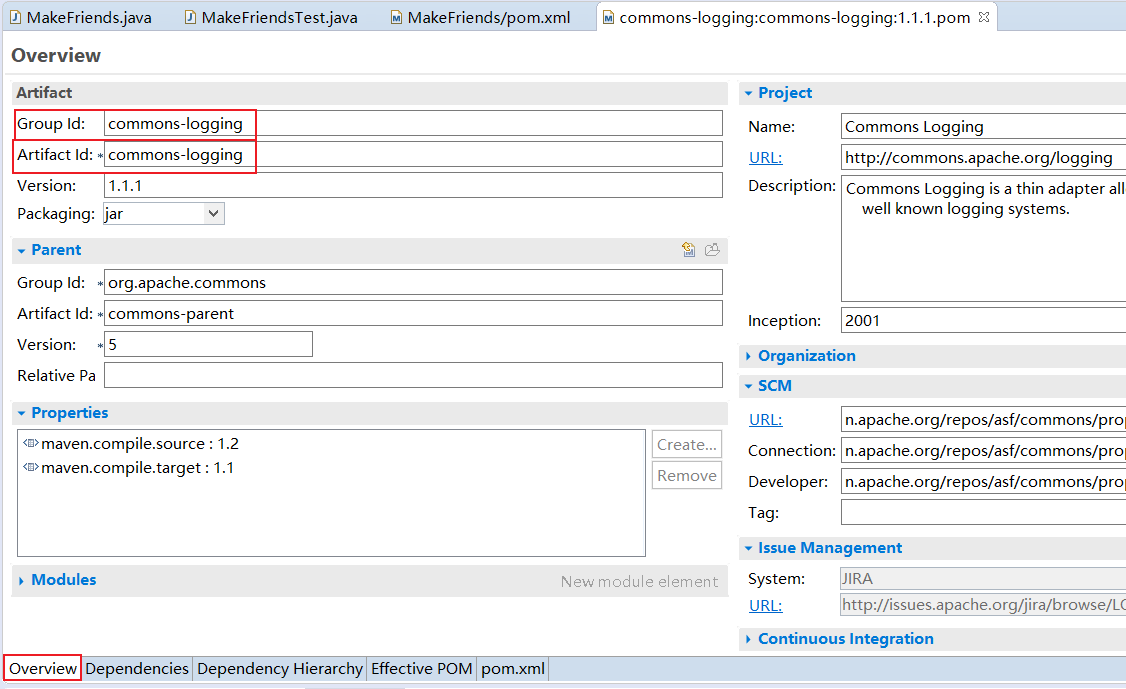 MakeFriends.java
MakeFriendsTest.java
MakeFriends/pom.xml
commons-logging:commons-logging:1.1.1.pom
Overview
Artifact
Group Id: commons-logging
Artifact Id: * commons-logging
Version: 1.1.1
Packaging: jar
Parent
Group Id: * org.apache.commons
Artifact Id: * commons-parent
Version: * 5
Relative Pa
Properties
maven.compile.source : 1.2
maven.compile.target : 1.1
Create...
Remove
Modules
New module element
Project
Name: Commons Logging
URL: http://commons.apache.org/logging
Description: Commons Logging is a thin adapter all
well known logging systems.
Inception: 2001
Organization
SCM
URL: n.apache.org/repos/asf/commons/prop
Connection: n.apache.org/repos/asf/commons/prop
Developer: n.apache.org/repos/asf/commons/prop
Tag:
Issue Management
System: JIRA
URL: http://issues.apache.org/jira/browse/LO
Continuous Integration
Overview Dependencies Dependency Hierarchy Effective POM pom.xml